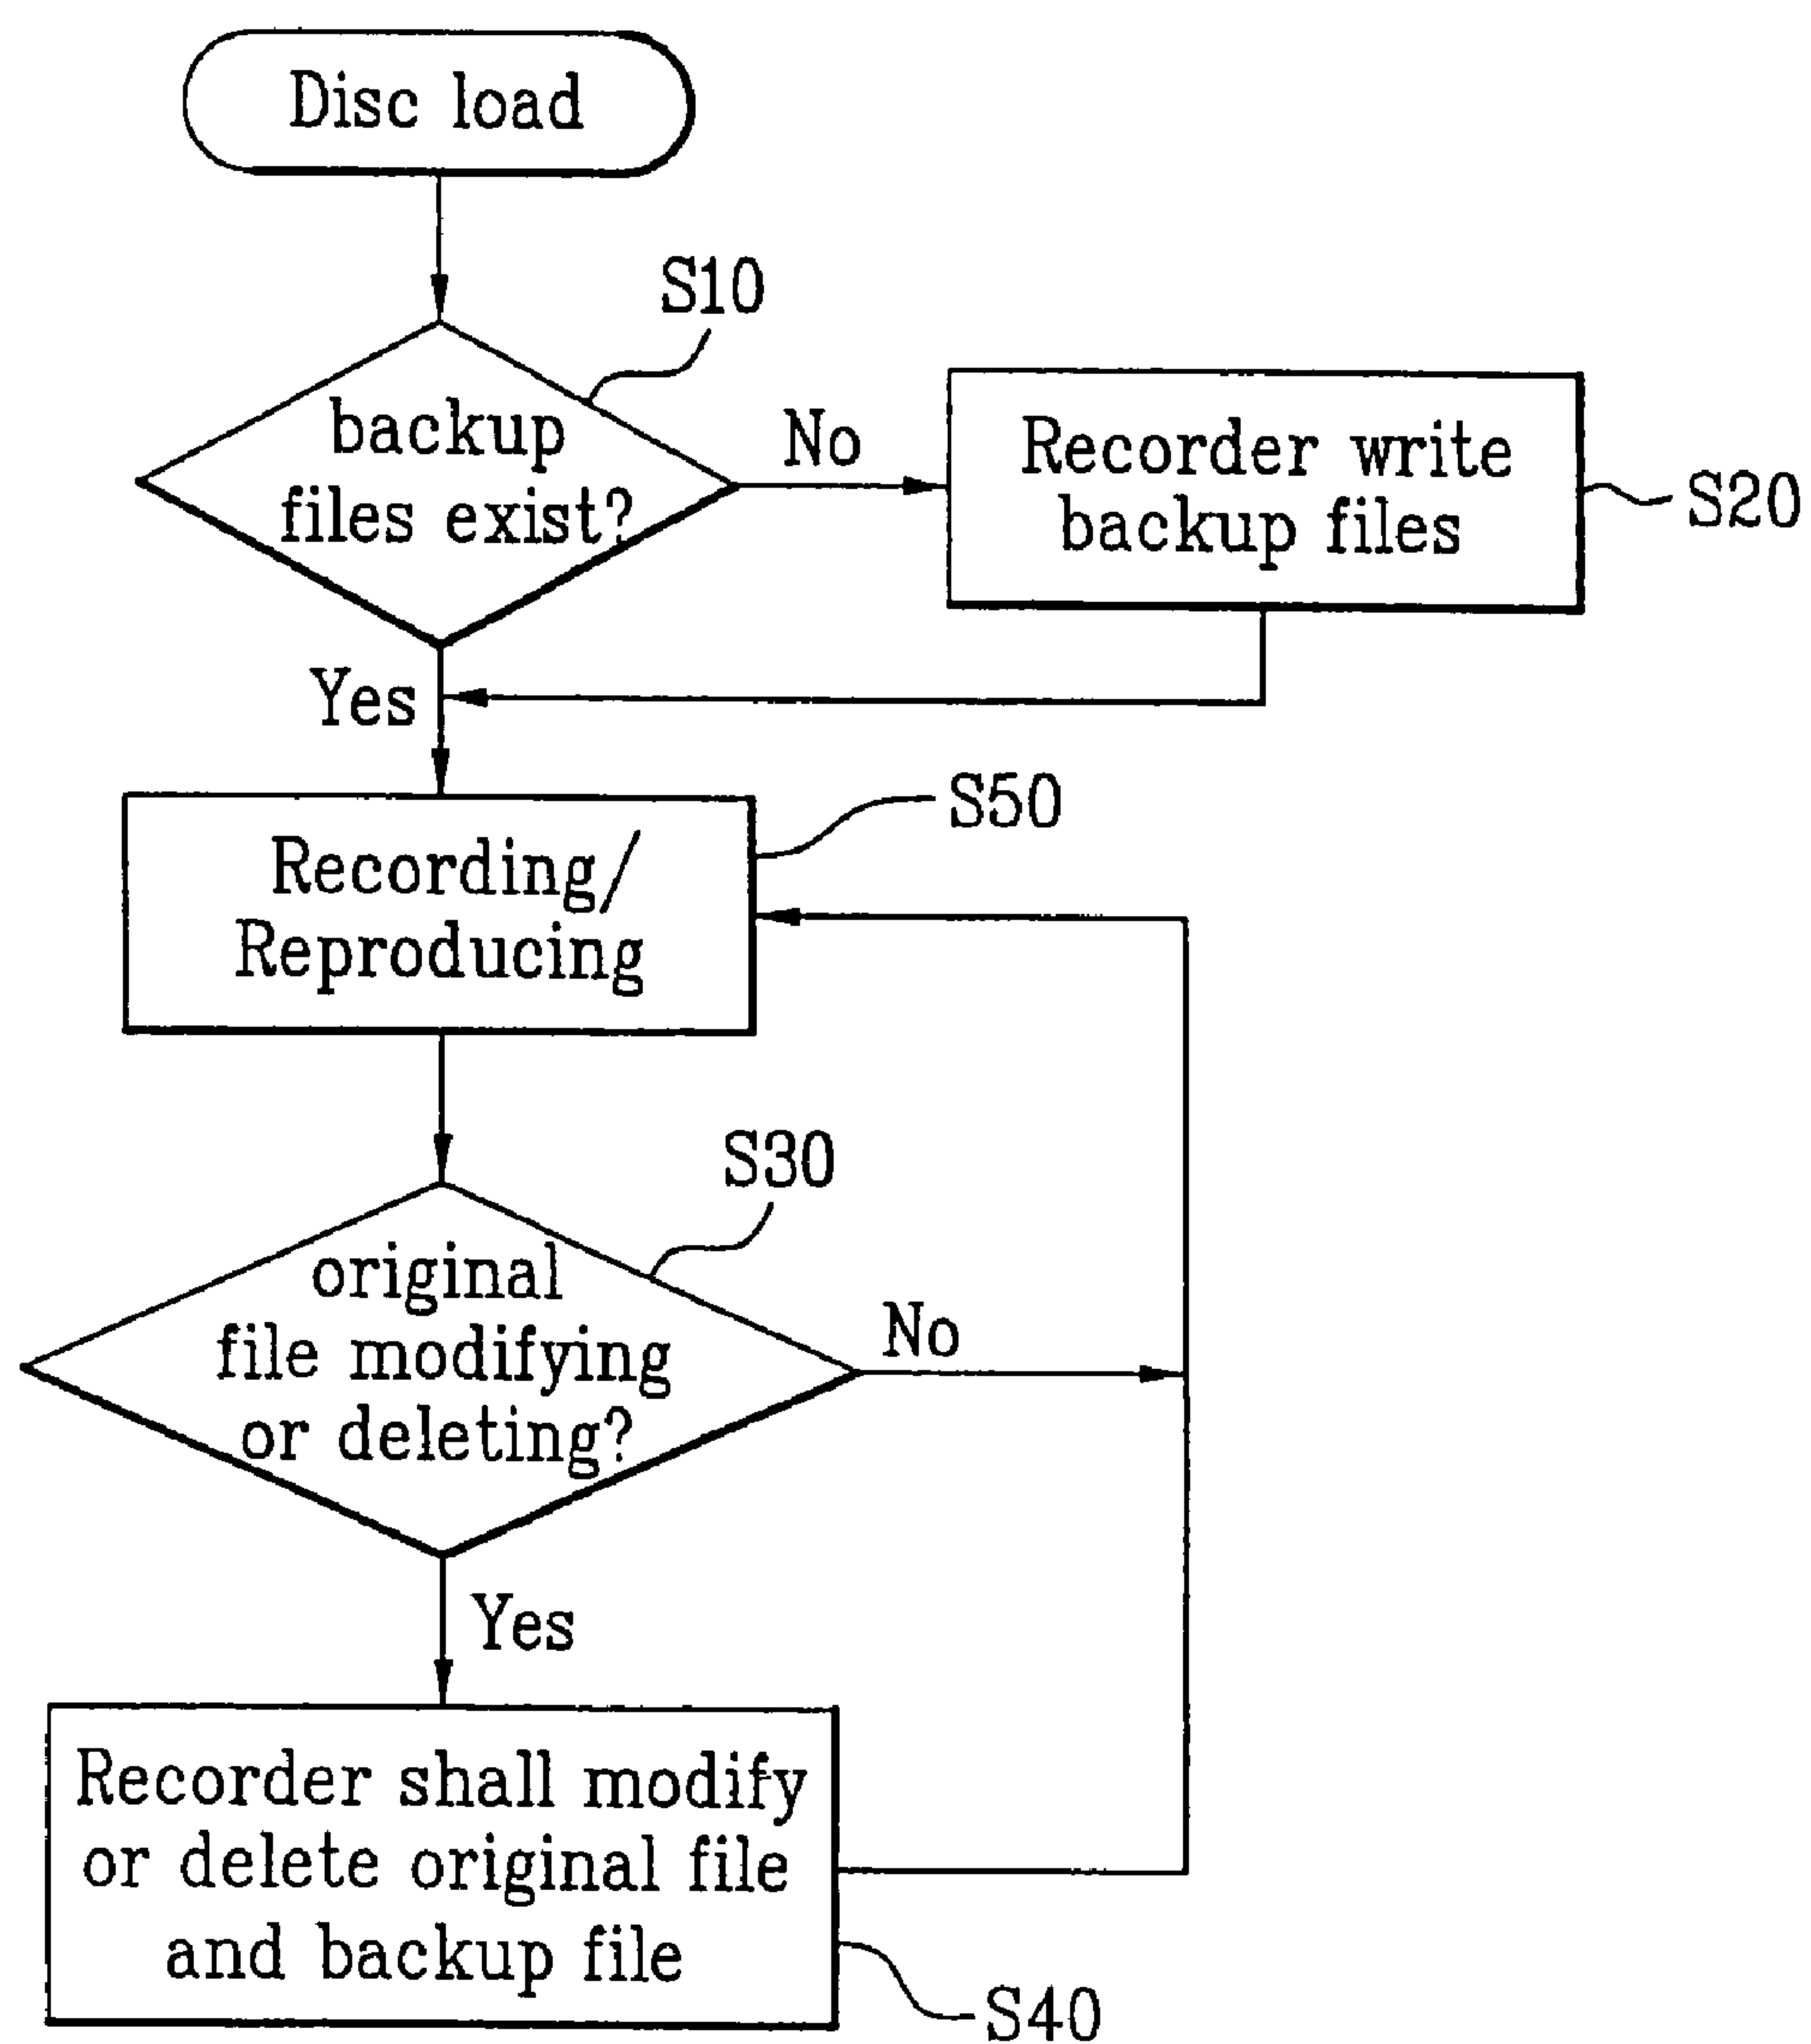 Disc load
S10
backup
files exist?
No
Recorder write
backup files
S20
Yes
S50
Recording/
Reproducing
S30
original
file modifying
or deleting?
No
Yes
Recorder shall modify
or delete original file
and backup file
S40